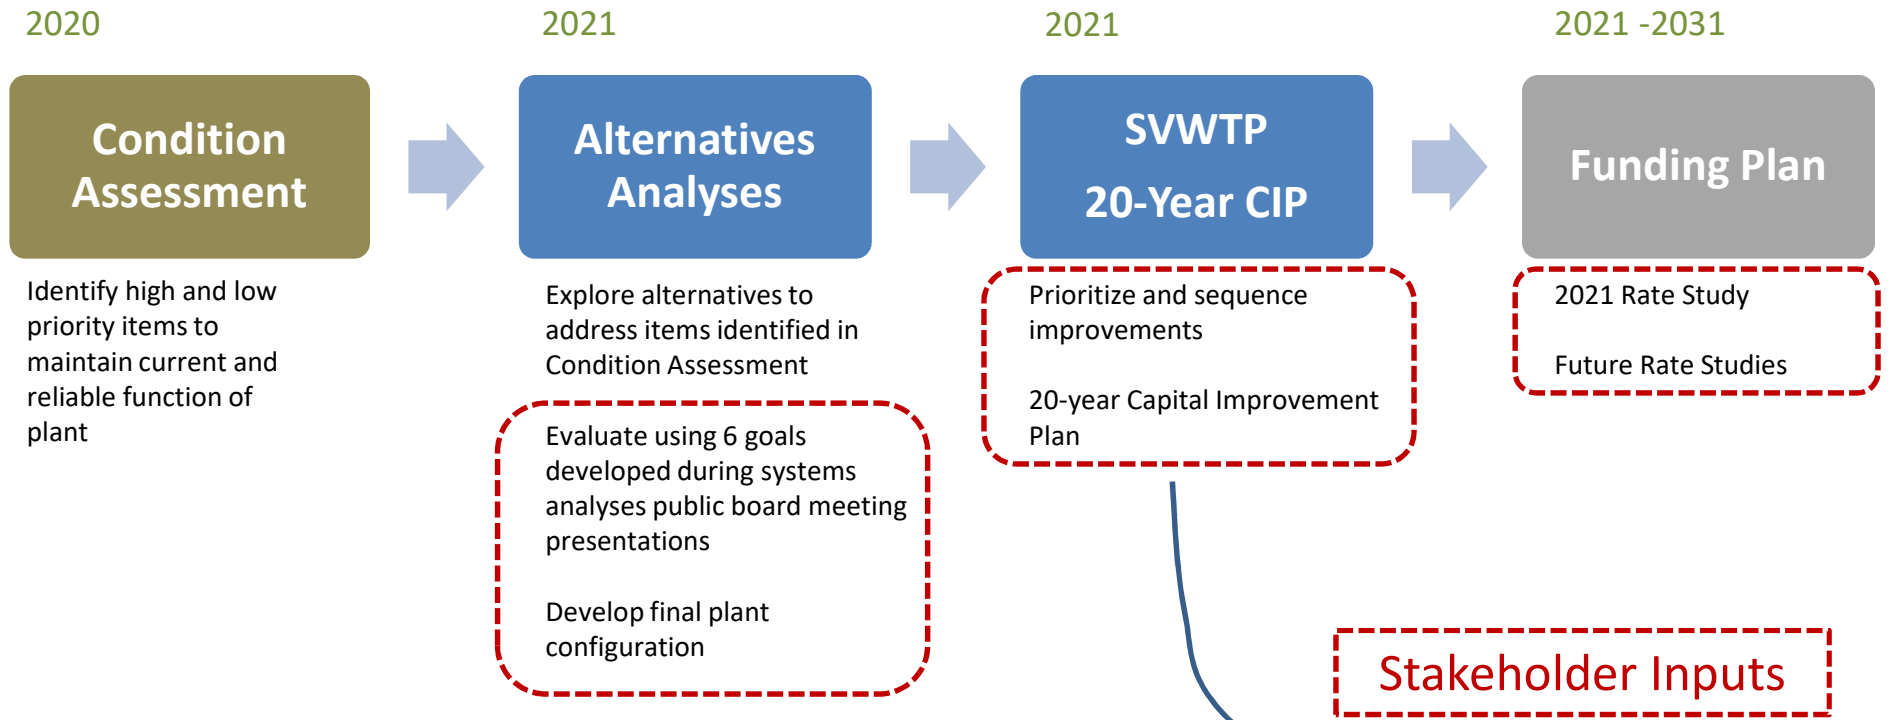 2020
Condition
Assessment
Identify high and low
priority items to
maintain current and
reliable function of
plant
2021
Alternatives
Analyses
Explore alternatives to
address items identified in
Condition Assessment
Evaluate using 6 goals
developed during systems
analyses public board meeting
presentations
Develop final plant
configuration
2021
SVWTP
20-Year CIP
Prioritize and sequence
improvements
20-year Capital Improvement
Plan
2021 -2031
Funding Plan
2021 Rate Study
Future Rate Studies
Stakeholder Inputs